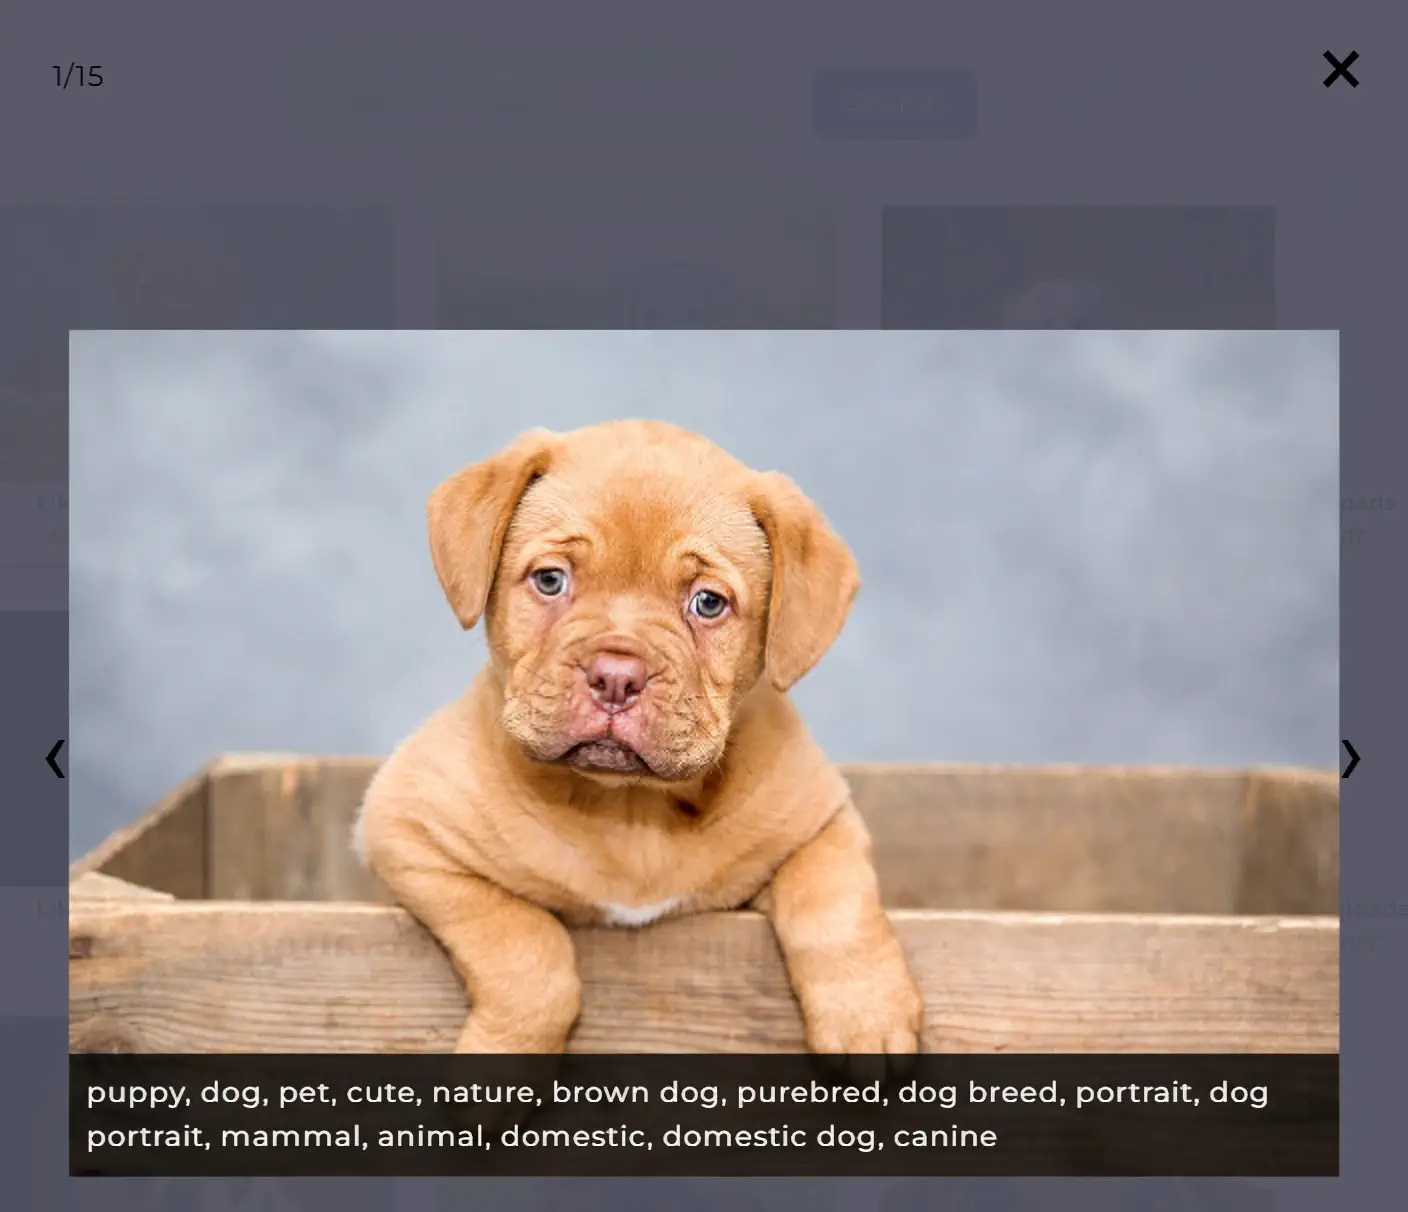 1/15
puppy, dog, pet, cute, nature, brown dog, purebred, dog breed, portrait, dog
portrait, mammal, animal, domestic, domestic dog, canine